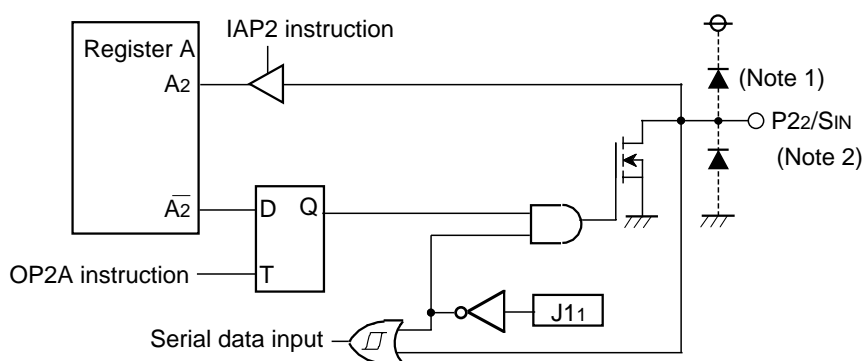 IAP2 instruction
Register A
A2
(Note 1)
P22/SIN
(Note 2)
A2
D Q
T
OP2A instruction
J11
Serial data input